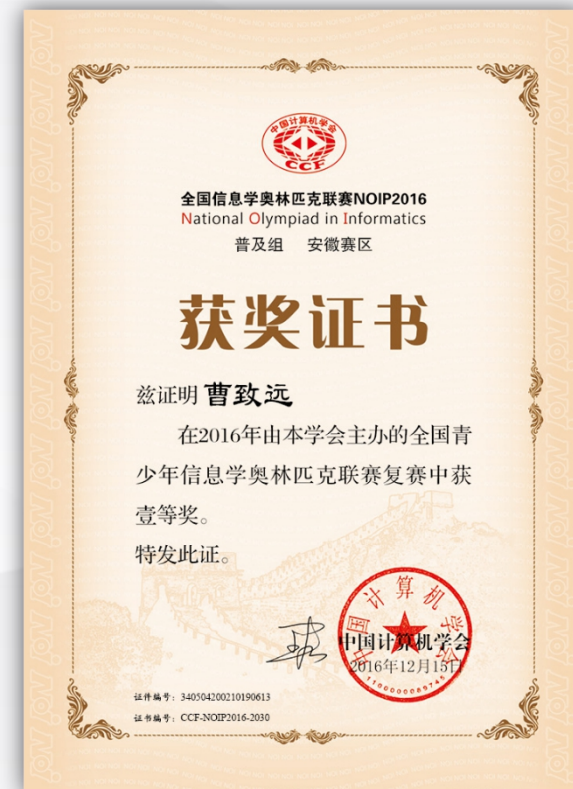 中国计算机学会
CCF
全国信息学奥林匹克联赛NOIP2016
National Olympiad in Informatics
普及组 安徽赛区
获奖证书
兹证明 曹致远
在2016年由本学会主办的全国青
少年信息学奥林匹克联赛复赛中获
壹等奖。
特发此证。
中国计算机学会
中国计算机学会
2016年12月15日
1100000089745
证件编号：340504200210190613
证书编号：CCF-NOIP2016-2030